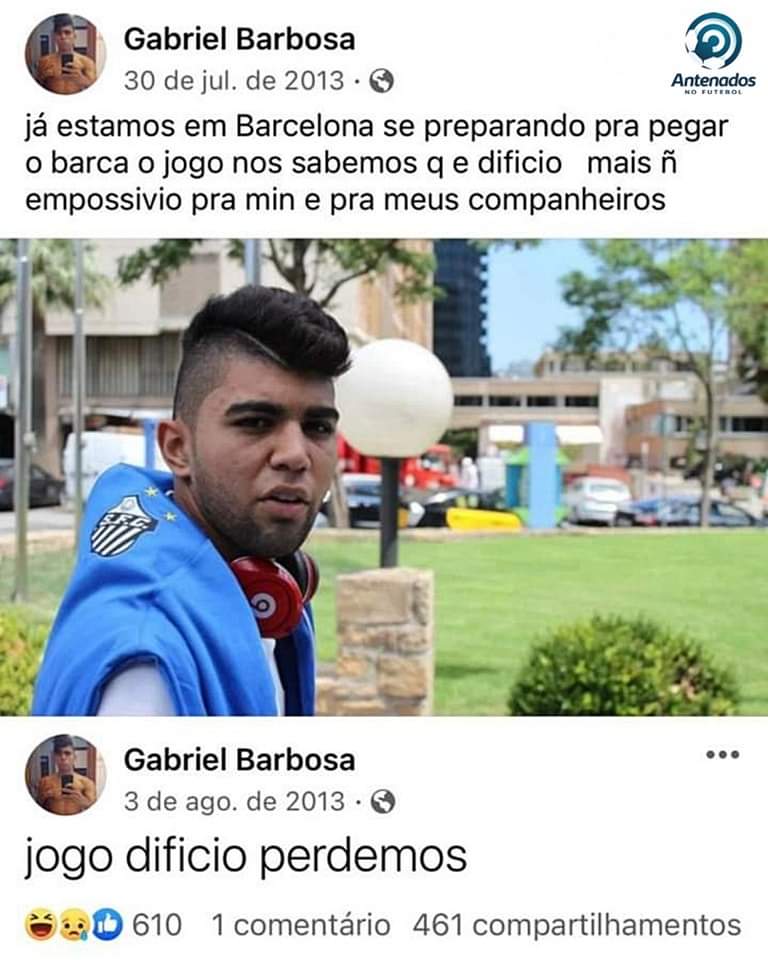 Gabriel Barbosa
30 de jul. de 2013 ·
Antenados
NO FUTEBOL
já estamos em Barcelona se preparando pra pegar
o barca o jogo nos sabemos q e dificio mais ñ
empossivio pra min e pra meus companheiros
S.F.C.
Gabriel Barbosa
3 de ago. de 2013 ·
jogo dificio perdemos
610 1 comentário 461 compartilhamentos